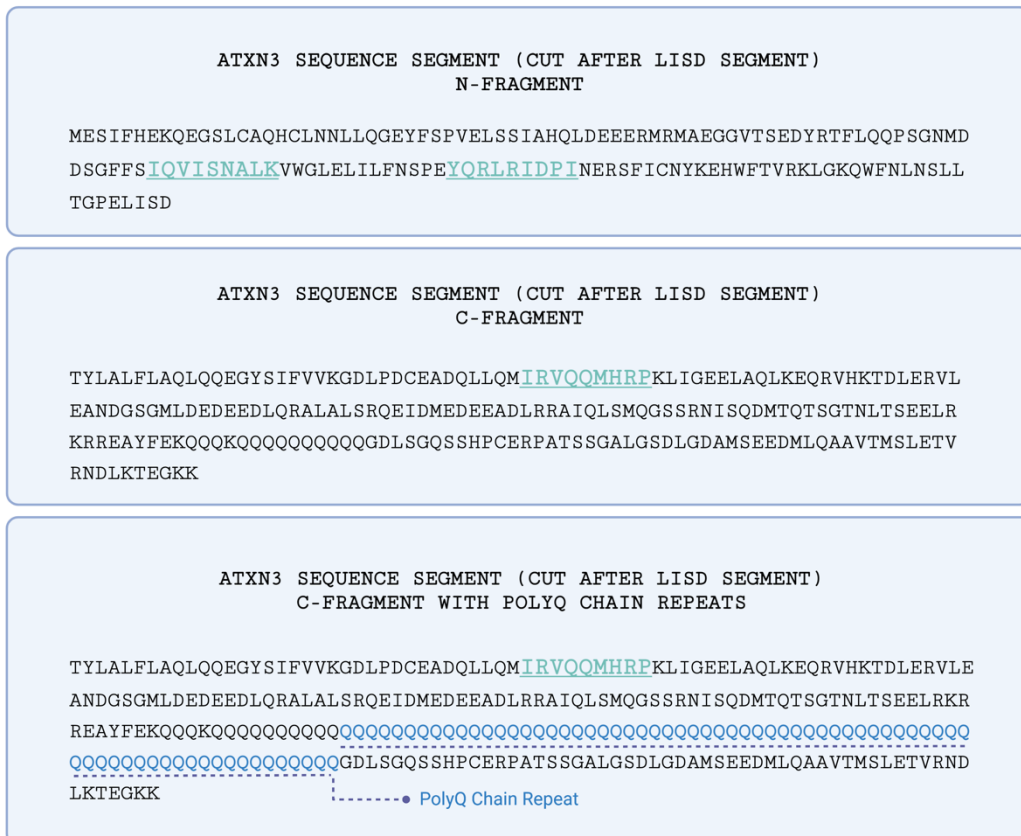 ATXN3 SEQUENCE SEGMENT (CUT AFTER LISD SEGMENT)
N-FRAGMENT
MESIFHEKQEGSLCAQHCLNNLLQGEYFSPVELSSIAHQLDEEERMRMAEGGVTSEDYRTFLQQPSGNMD
DSGFFSIQVISNALKVWGLELILFNSPEYQRLRIDPINERSFICNYKEHWFTVRKLGKQWFNLNSLL
TGPELISD
ATXN3 SEQUENCE SEGMENT (CUT AFTER LISD SEGMENT)
C-FRAGMENT
TYLALFLAQLQQEGYSIFVVKGDLPDCEADQLLQMIRVQQMHRPKLIGEELAQLKEQRVHKTDLERVL
EANDGSGMLDEDEEDLQRALALSRQEIDMEDEEADLRRAIQLSMQGSSRNISQDMTQTSGTNLTSEELR
KRREAYFEKQQQKQQQQQQQQQQGDLSGQSSHPCERPATSSGALGSDLGDAMSEEDMLQAAVTMSLETV
RNDLKTEGKK
ATXN3 SEQUENCE SEGMENT (CUT AFTER LISD SEGMENT)
C-FRAGMENT WITH POLYQ CHAIN REPEATS
TYLALFLAQLQQEGYSIFVVKGDLPDCEADQLLQMIRVQQMHRPKLIGEELAQLKEQRVHKTDLERVLE
ANDGSGMLDEDEEDLQRALALSRQEIDMEDEEADLRRAIQLSMQGSSRNISQDMTQTSGTNLTSEELRKR
REAYFEKQQQKQQQQQQQQQQQQQQQQQQQQQQQQQQQQQQQQQQQQQQQQQQQQQQQQQQQQQQQQQQ
QQQQQQQQQQQQQQQQQQQQQGDLSGQSSHPCERPATSSGALGSDLGDAMSEEDMLQAAVTMSLETVRND
LKTEGKK
PolyQ Chain Repeat